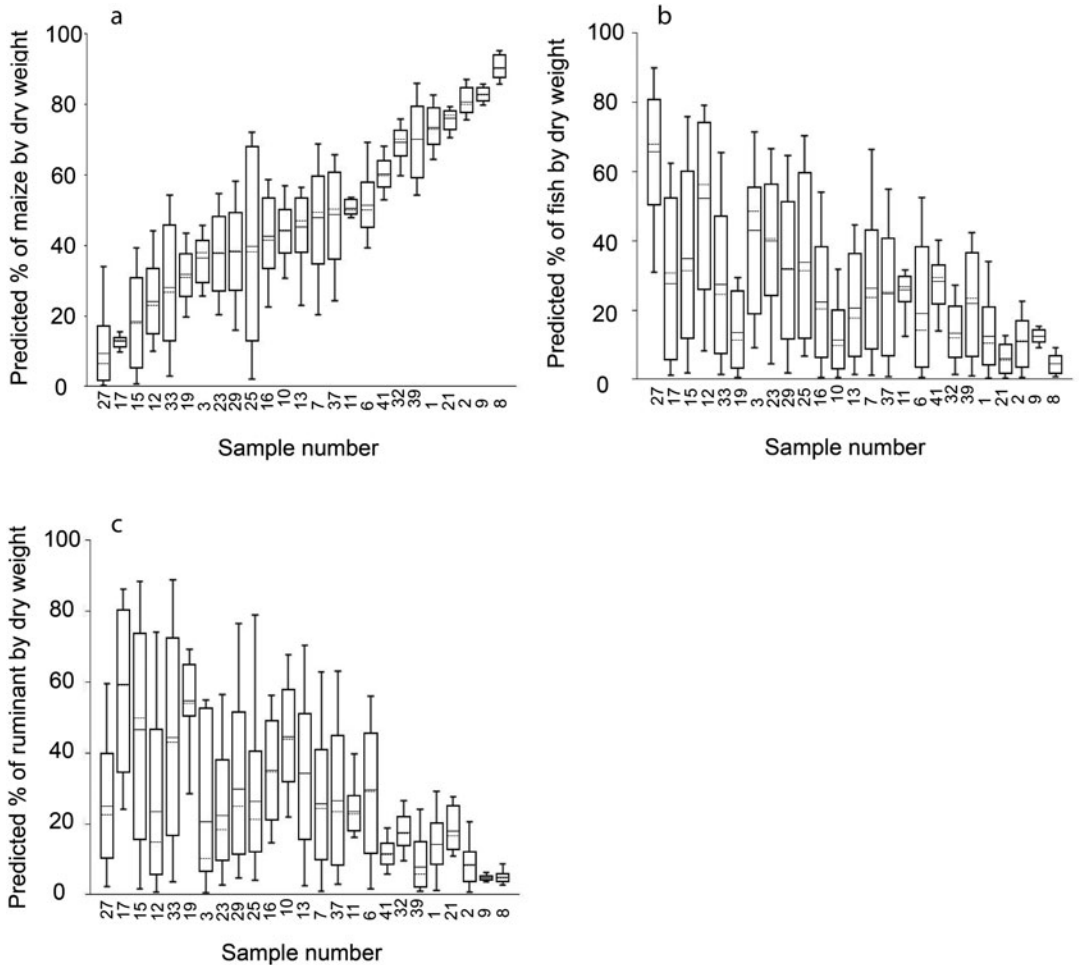 a
Predicted % of maize by dry weight
100
80
60
40
20
0
27 17 15 12 33 19 3 23 29 25 16 10 13 7 37 11 6 41 32 39 1 21 2 9 8
Sample number
b
Predicted % of fish by dry weight
100
80
60
40
20
0
27 17 15 12 33 19 3 23 29 25 16 10 13 7 37 11 6 41 32 39 1 21 2 9 8
Sample number
c
Predicted % of ruminant by dry weight
100
80
60
40
20
0
27 17 15 12 33 19 3 23 29 25 16 10 13 7 37 11 6 41 32 39 1 21 2 9 8
Sample number